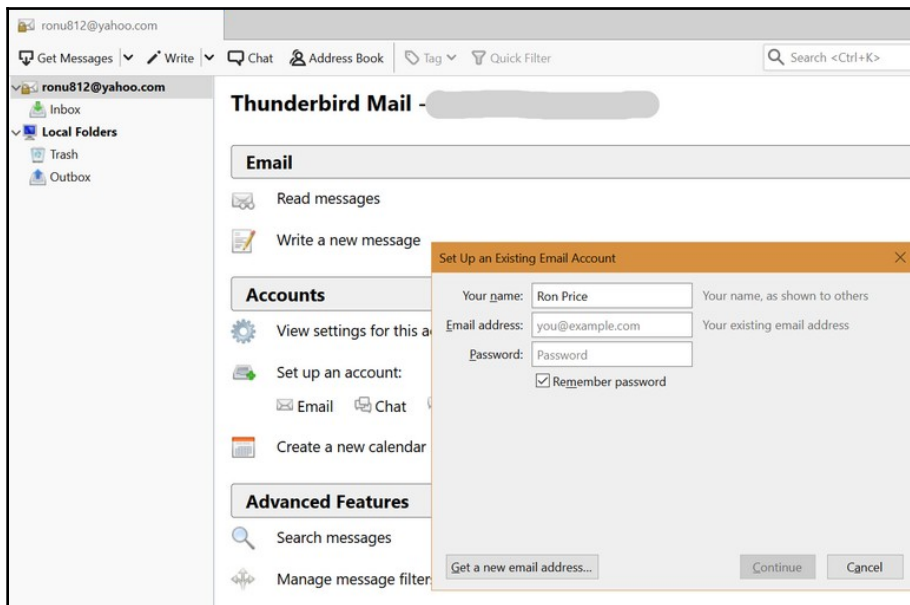 ronu812@yahoo.com
Get Messages Write Chat Address Book Tag Quick Filter Search <Ctrl+K>
ronu812@yahoo.com
Inbox
Local Folders
Trash
Outbox
Thunderbird Mail -
Email
Read messages
Write a new message
Accounts
View settings for this a
Set up an account:
Email Chat
Create a new calendar
Advanced Features
Search messages
Manage message filter
Set Up an Existing Email Account
Your name: Ron Price Your name, as shown to others
Email address: you@example.com Your existing email address
Password: Password
Remember password
Get a new email address... Continue Cancel